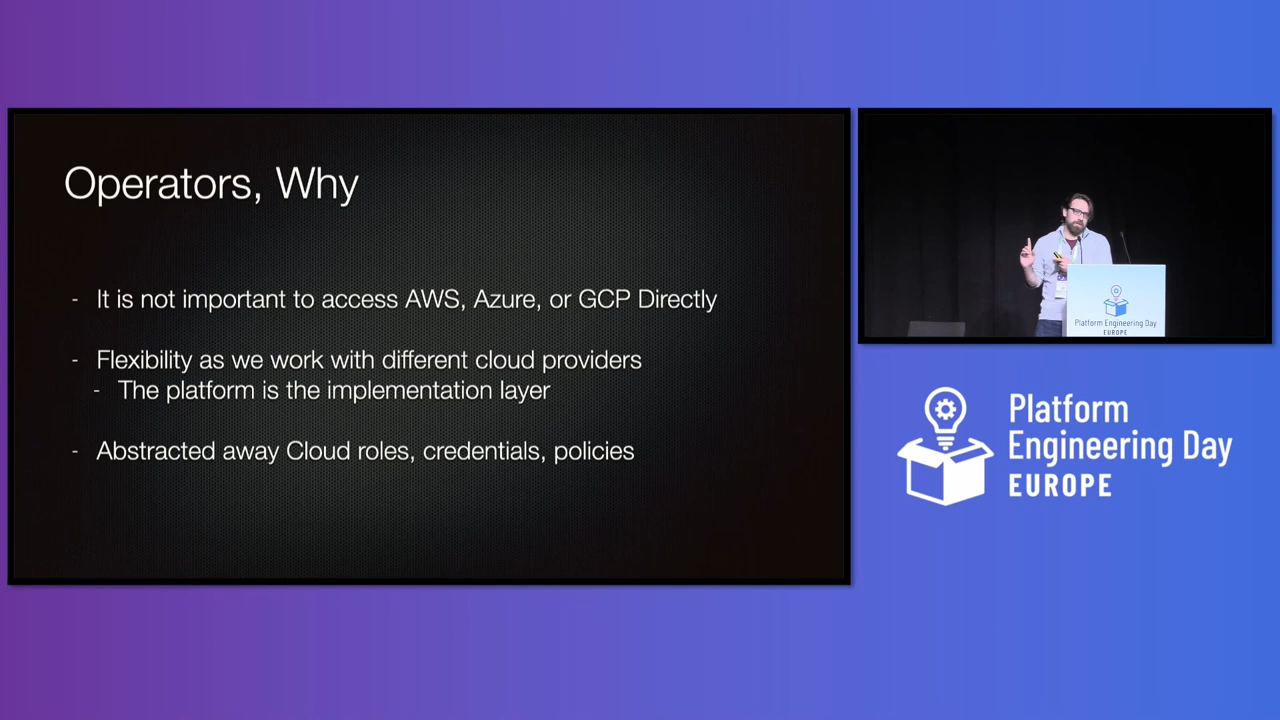 Operators, Why
- It is not important to access AWS, Azure, or GCP Directly
- Flexibility as we work with different cloud providers
- The platform is the implementation layer
- Abstracted away Cloud roles, credentials, policies
Platform Engineering Day
EUROPE
Platform
Engineering Day
EUROPE